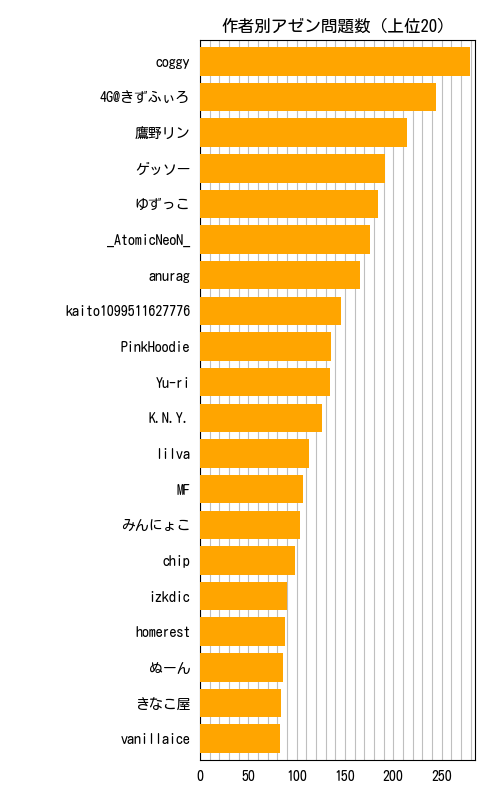 作者別アゼン問題数（上位20）
coggy
4G@きずふぃろ
鷹野リン
ゲッソー
ゆずっこ
_AtomicNeoN_
anurag
kaito1099511627776
PinkHoodie
Yu-ri
K.N.Y.
lilva
MF
みんにょこ
chip
izkdic
homerest
ぬーん
きなこ屋
vanillaice
0 50 100 150 200 250